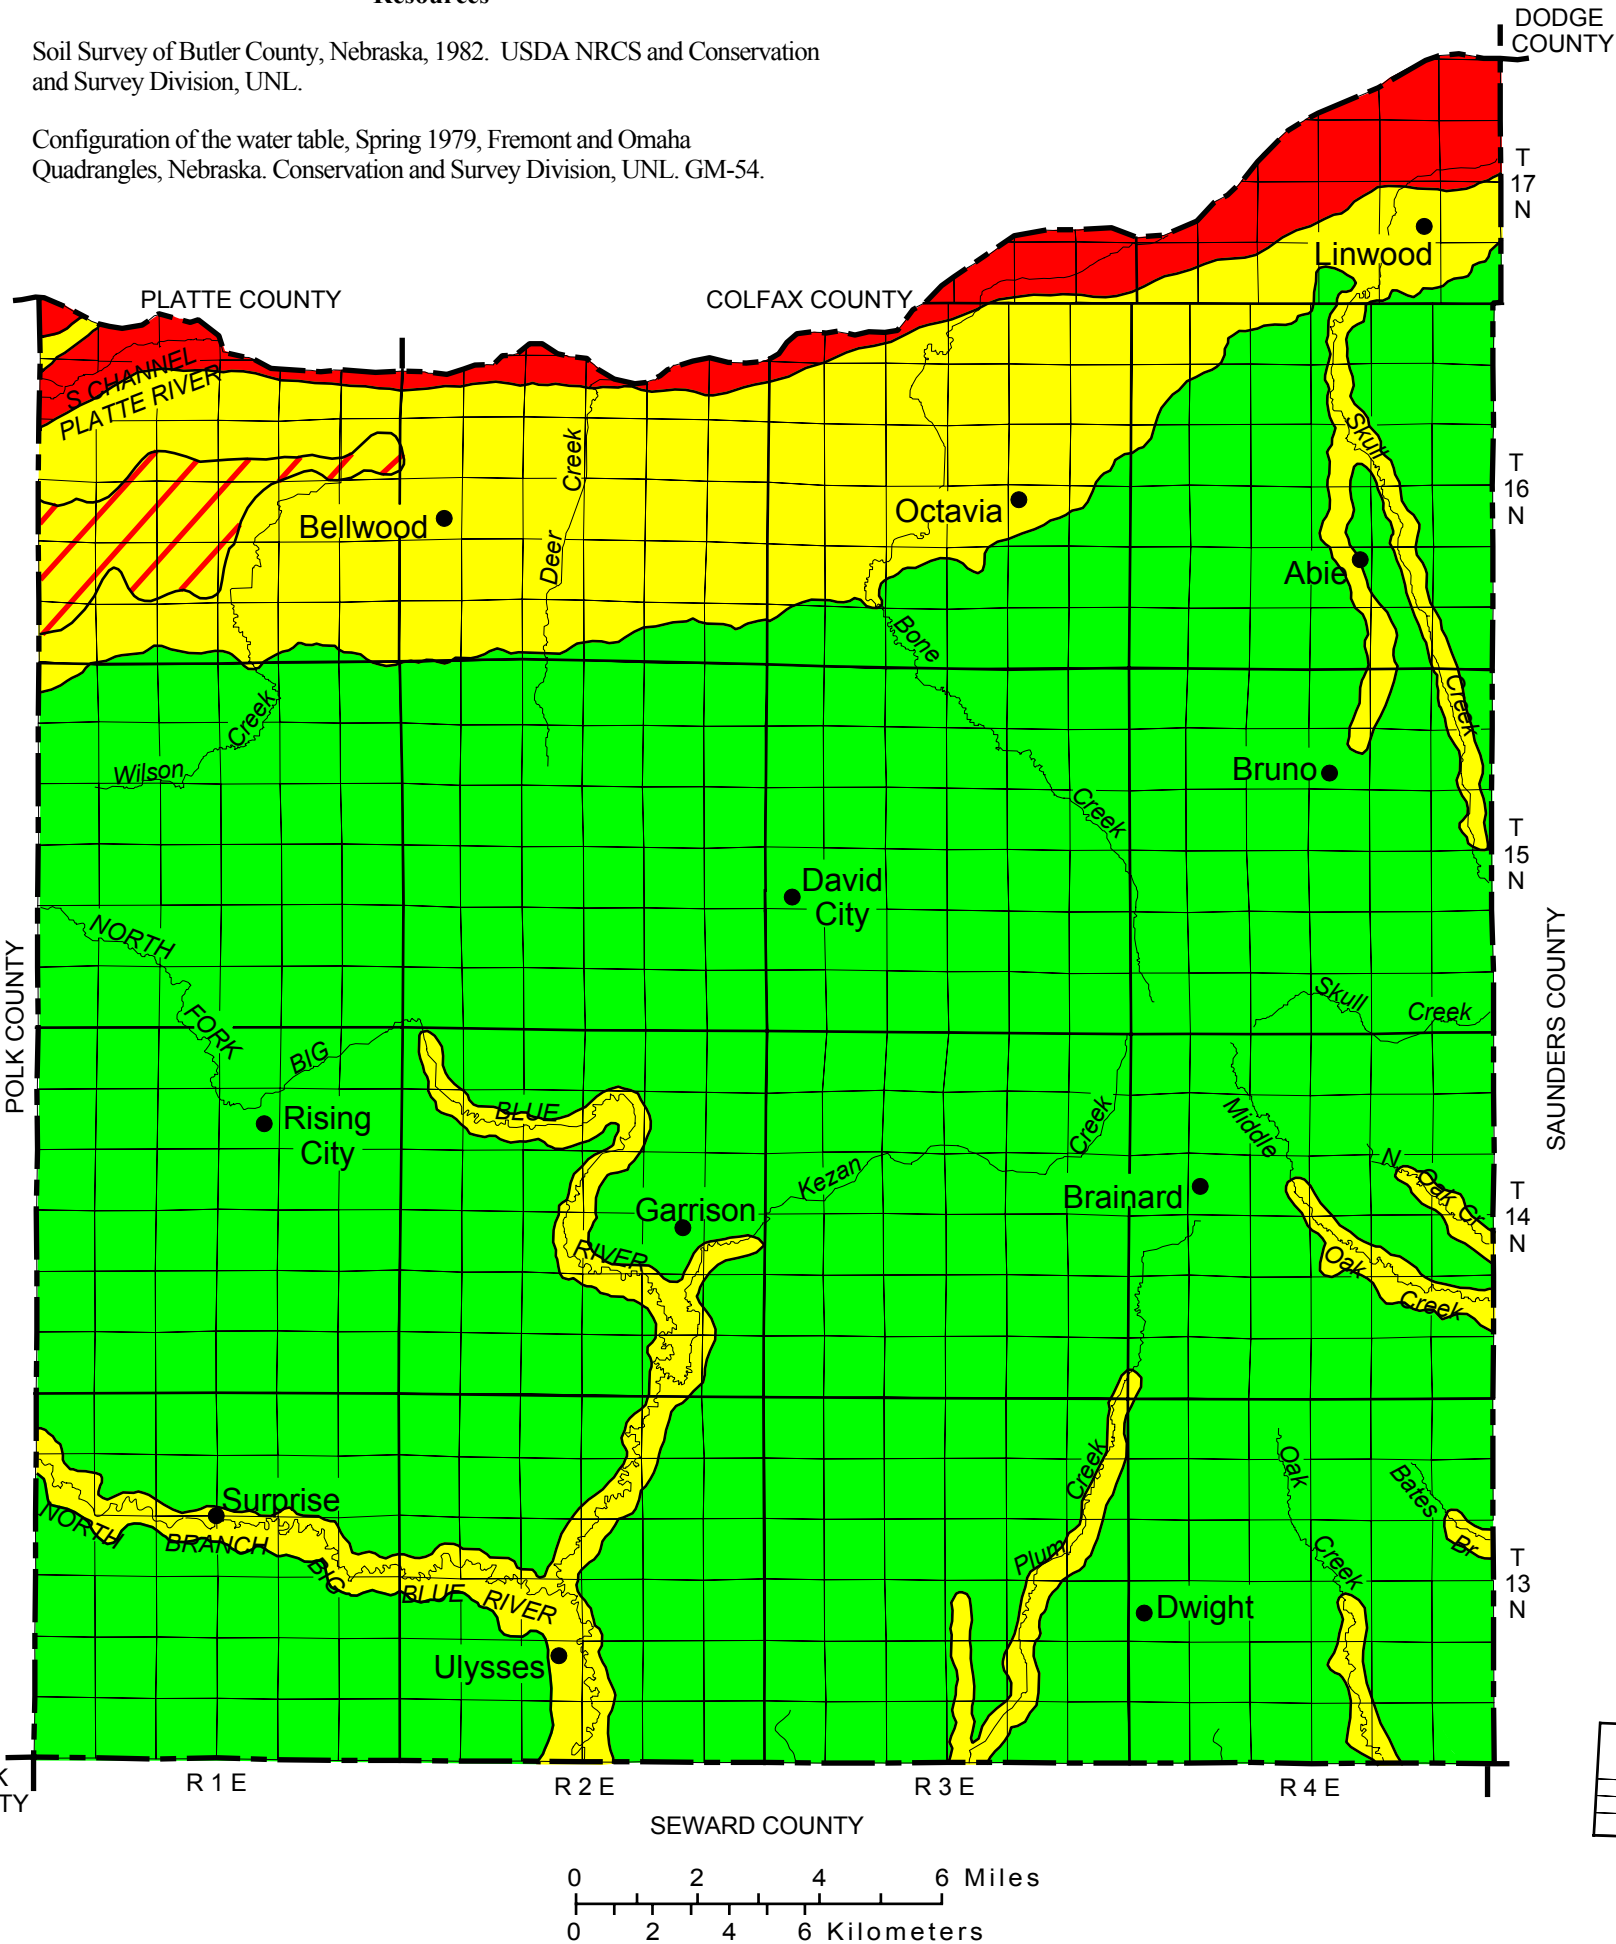 Resources
Soil Survey of Butler County, Nebraska, 1982. USDA NRCS and Conservation
and Survey Division, UNL.
Configuration of the water table, Spring 1979, Fremont and Omaha
Quadrangles, Nebraska. Conservation and Survey Division, UNL. GM-54.
DODGE
COUNTY
T
17
N
Linwood
PLATTE COUNTY
COLFAX COUNTY
S CHANNEL
PLATTE RIVER
Skull
Creek
T
16
N
Bellwood
Deer
Creek
Octavia
Abie
Bone
Creek
Wilson
Creek
Bruno
T
15
N
David
City
POLK COUNTY
SAUNDERS COUNTY
NORTH
FORK
BIG
BLUE
RIVER
Skull
Creek
Rising
City
Kezan
Creek
Middle
Oak
Creek
N
Oak Cr
T
14
N
Garrison
Brainard
Surprise
NORTH
BRANCH
BIG
BLUE RIVER
Plum
Creek
Oak
Creek
Bates
Br
T
13
N
Dwight
Ulysses
K
TY
R 1 E
R 2 E
R 3 E
R 4 E
SEWARD COUNTY
0 2 4 6 Miles
0 2 4 6 Kilometers